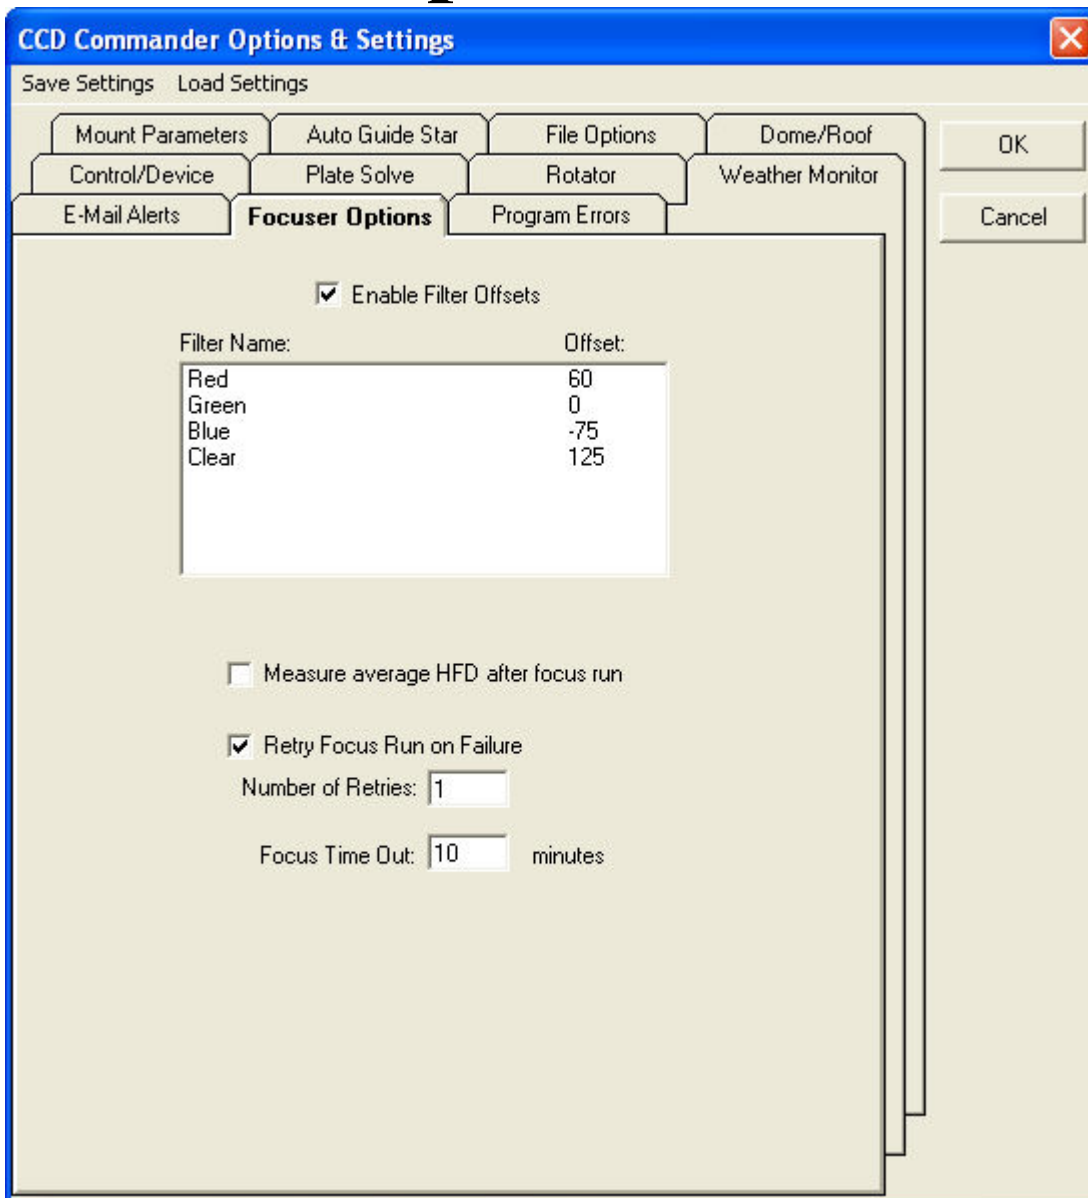 CCD Commander Options & Settings
Save Settings Load Settings
Mount Parameters Auto Guide Star File Options Dome/Roof
OK
Control/Device Plate Solve Rotator Weather Monitor
E-Mail Alerts Focuser Options Program Errors
Cancel
Enable Filter Offsets
Filter Name: Offset:
Red 60
Green 0
Blue -75
Clear 125
Measure average HFD after focus run
Retry Focus Run on Failure
Number of Retries: 1
Focus Time Out: 10 minutes